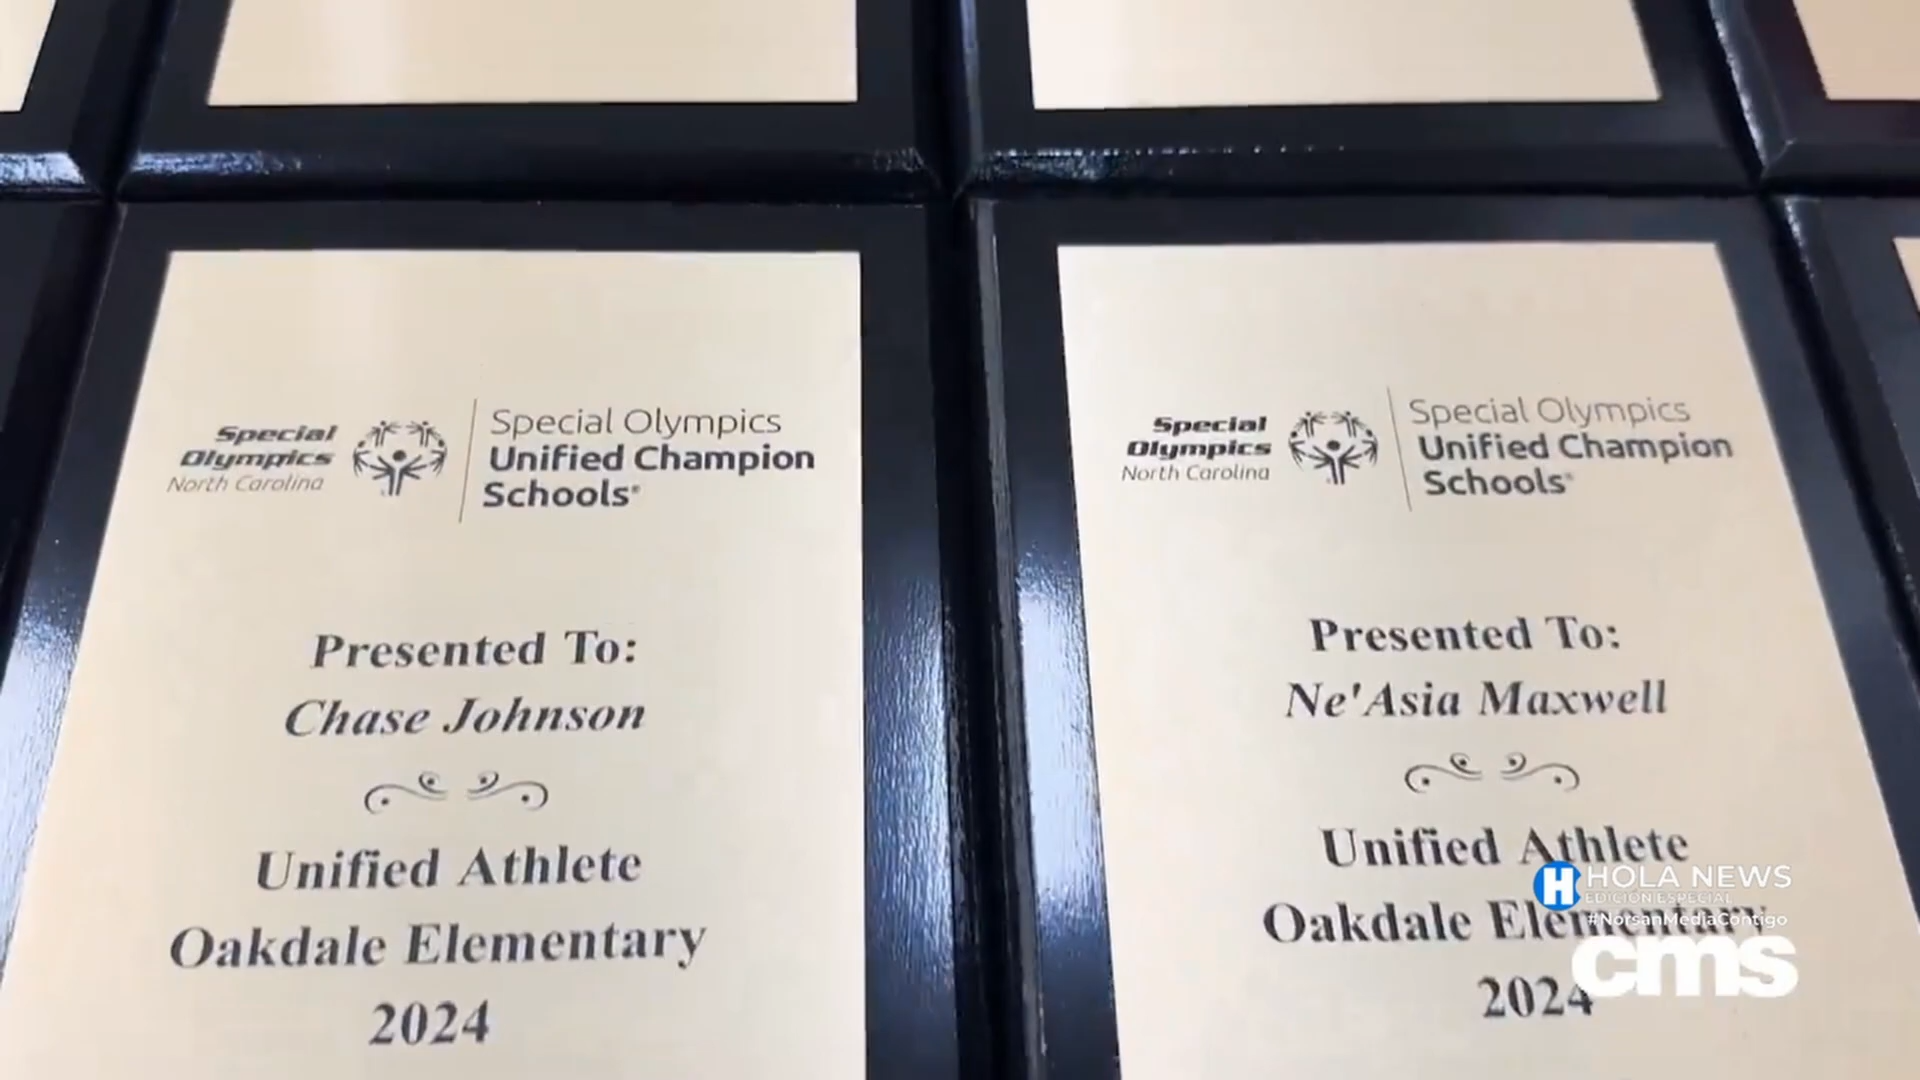 Special
Olympics
North Carolina
Special Olympics
Unified Champion
Schools®
Presented To:
Chase Johnson
Unified Athlete
Oakdale Elementary
2024
Special
Olympics
North Carolina
Special Olympics
Unified Champion
Schools®
Presented To:
Ne'Asia Maxwell
Unified Athlete
Oakdale Elementary
2024
H HOLA NEWS
EDICIÓN ESPECIAL
#NorsanMediaContigo
cms